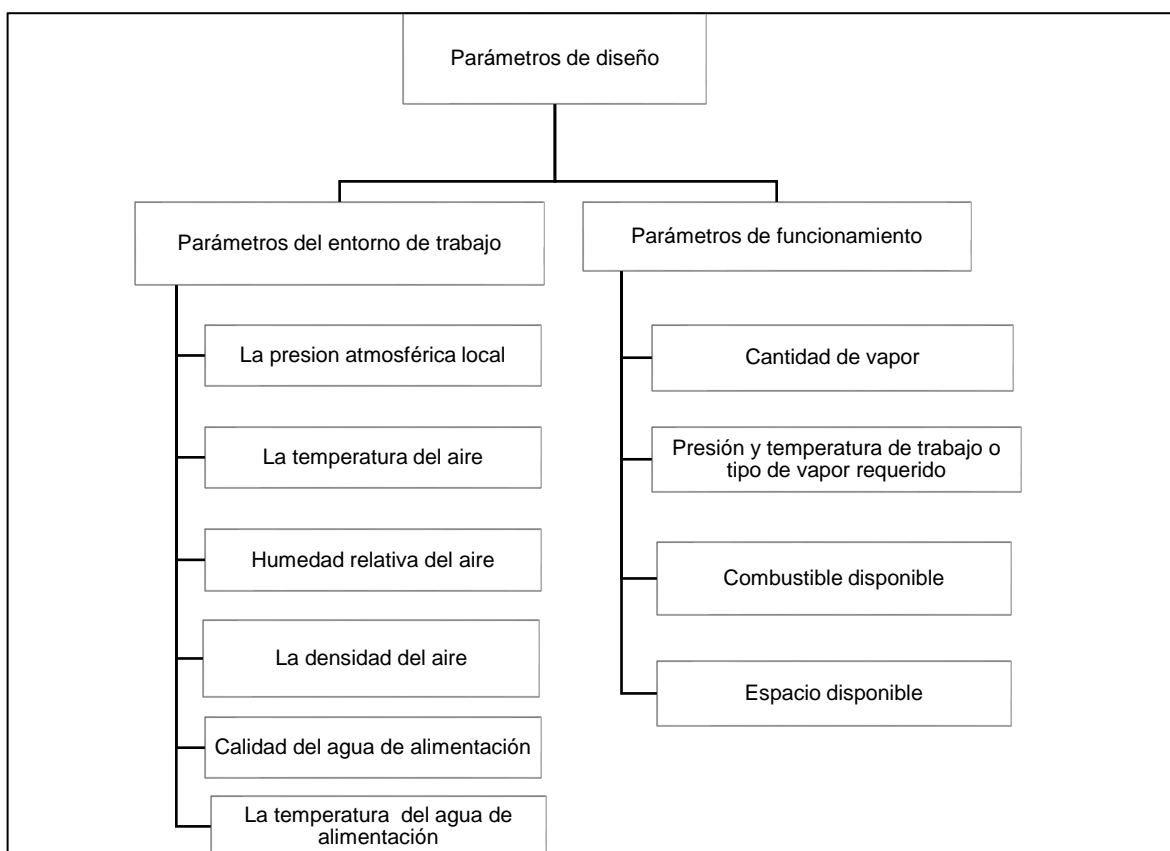 Parámetros de diseño
Parámetros del entorno de trabajo
La presion atmosférica local
La temperatura del aire
Humedad relativa del aire
La densidad del aire
Calidad del agua de alimentación
La temperatura del agua de
alimentación
Parámetros de funcionamiento
Cantidad de vapor
Presión y temperatura de trabajo o
tipo de vapor requerido
Combustible disponible
Espacio disponible